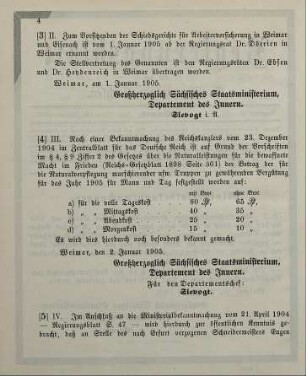 4
[3] II. Zum Vorsitzenden der Schiedsgerichte für Arbeiterversicherung in Weimar
und Eisenach ist vom 1. Januar 1905 ab der Regierungsrat Dr. Döerten in
Weimar ernannt worden.
Die Stellvertretung des Genannten ist den Regierungsräten Dr. Ebsen
und Dr. Heydenreich in Weimar übertragen worden.
Weimar, am 1. Januar 1905.
Großherzoglich Sächsisches Staatsministerium,
Departement des Innern.
Slevogt i. A.
[4] III. Nach einer Bekanntmachung des Reichskanzlers vom 23. Dezember
1904 im Zentralblatt für das Deutsche Reich ist auf Grund der Vorschriften
im § 4, § 9 Ziffer 2 des Gesetzes über die Naturalleistungen für die bewaffnete
Macht im Frieden (Reichs-Gesetzblatt 1898 Seite 361) der Betrag der für
die Naturalverpflegung marschierender usw. Truppen zu gewährenden Vergütung
für das Jahr 1905 für Mann und Tag festgestellt worden auf:
mit Brot ohne Brot
a) für die volle Tageskost 80 ₰, 65 ₰,
b) „ „ Mittagskost 40 „ 35 „
c) „ „ Abendkost 25 „ 20 „
d) „ „ Morgenkost 15 „ 10 „
Es wird dies hierdurch noch besonders bekannt gemacht.
Weimar, den 2. Januar 1905.
Großherzoglich Sächsisches Staatsministerium,
Departement des Innern.
Für den Departementschef:
Slevogt.
[5] IV. Im Anschluß an die Ministerialbekanntmachung vom 21. April 1904
— Regierungsblatt S. 47 — wird hierdurch zur öffentlichen Kenntnis ge-
bracht, daß an Stelle des nach Erfurt verzogenen Schneidermeisters Eugen